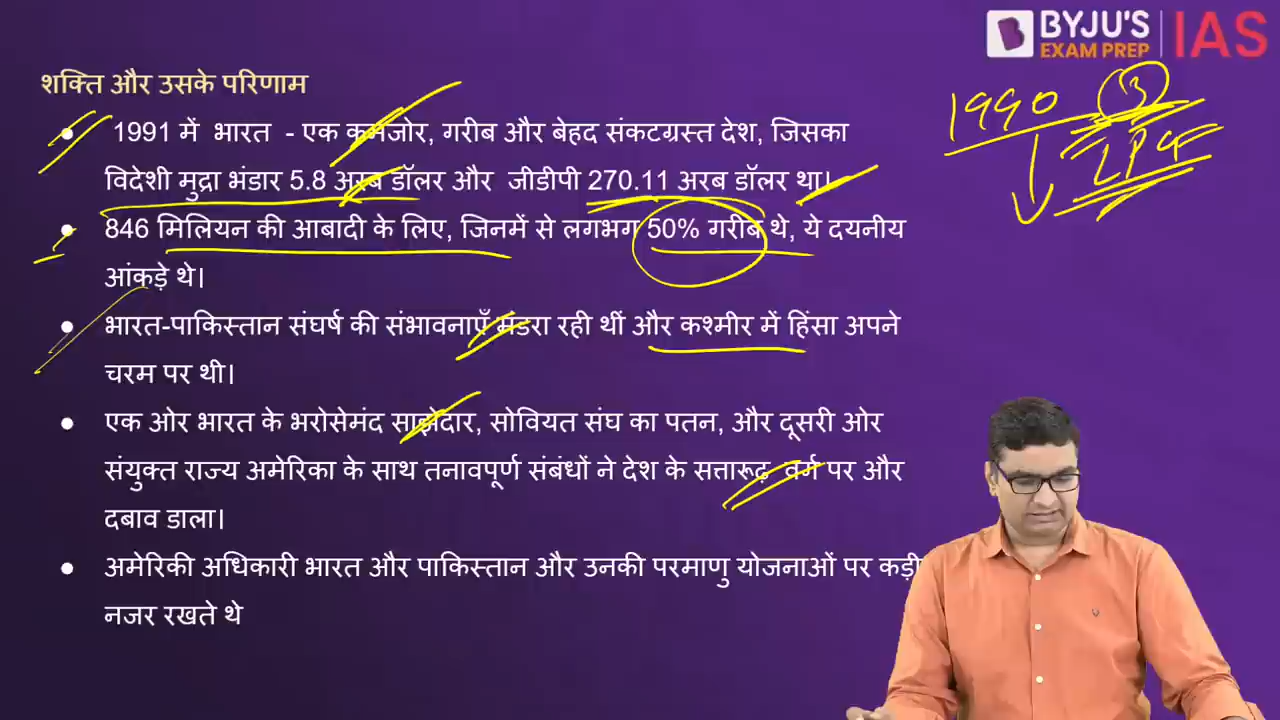 BYJU'S
EXAM PREP
IAS
शक्ति और उसके परिणाम
1990 3
LPG
1991 में भारत - एक कमजोर, गरीब और बेहद संकटग्रस्त देश, जिसका
विदेशी मुद्रा भंडार 5.8 अरब डॉलर और जीडीपी 270.11 अरब डॉलर था।
846 मिलियन की आबादी के लिए, जिनमें से लगभग 50% गरीब थे, ये दयनीय
आंकड़े थे।
भारत-पाकिस्तान संघर्ष की संभावनाएँ मंडरा रही थीं और कश्मीर में हिंसा अपने
चरम पर थी।
एक ओर भारत के भरोसेमंद साझेदार, सोवियत संघ का पतन, और दूसरी ओर
संयुक्त राज्य अमेरिका के साथ तनावपूर्ण संबंधों ने देश के सत्तारूढ़ वर्ग पर और
दबाव डाला।
अमेरिकी अधिकारी भारत और पाकिस्तान और उनकी परमाणु योजनाओं पर कड़ी
नजर रखते थे